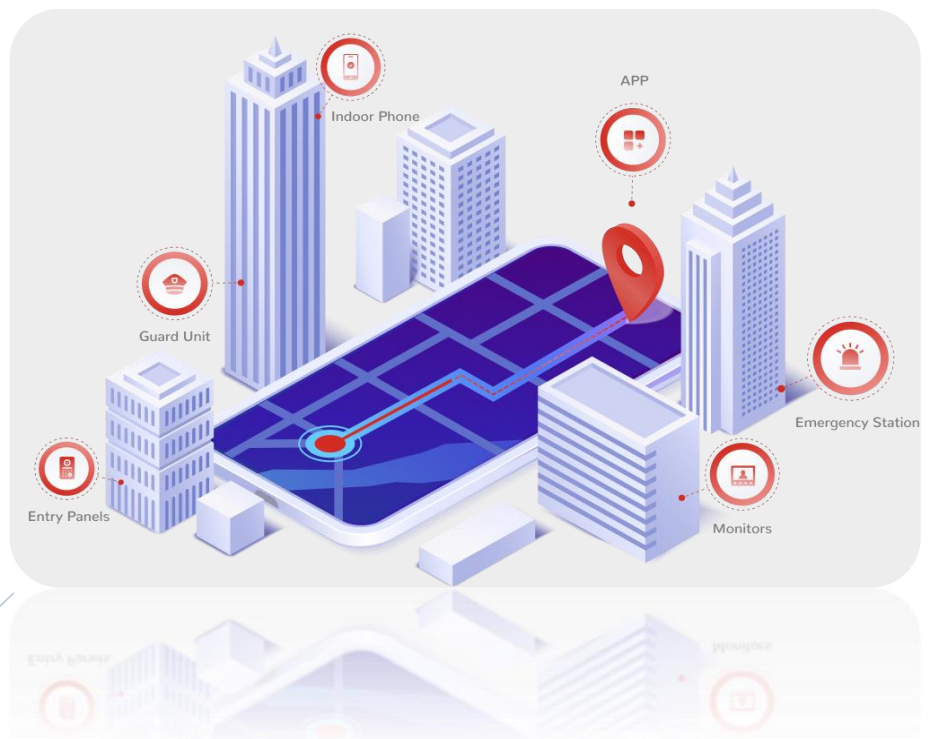 APP
Indoor Phone
Guard Unit
Emergency Station
Entry Panels
Monitors